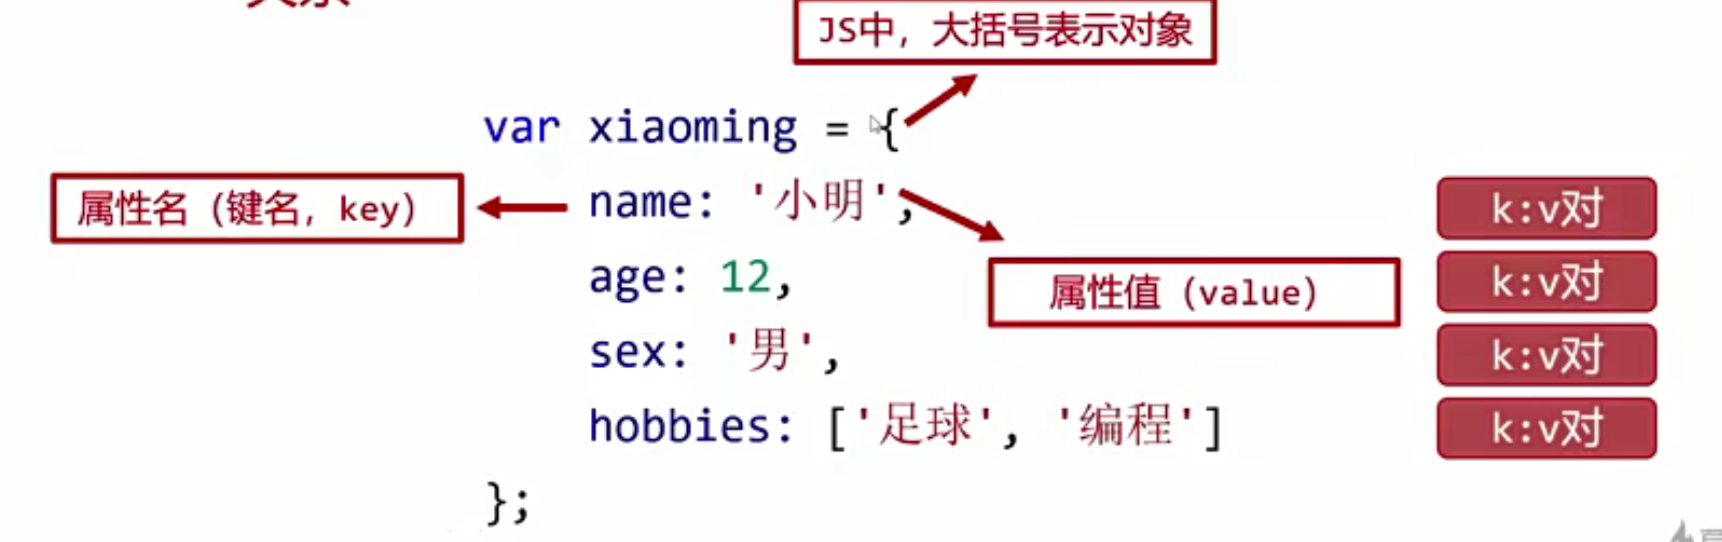 JS中，大括号表示对象
var xiaoming = {
属性名（键名，key）
name: '小明',
k:v对
age: 12,
属性值（value）
k:v对
sex: '男',
k:v对
hobbies: ['足球', '编程']
k:v对
};